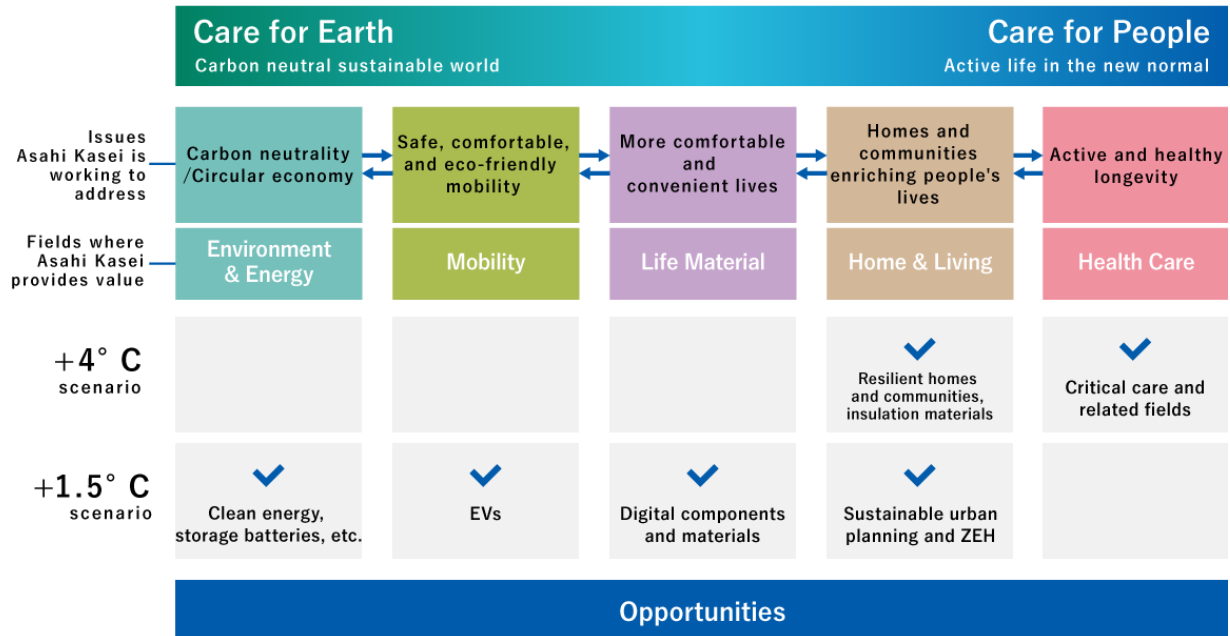 Care for Earth
Carbon neutral sustainable world
Care for People
Active life in the new normal
Issues
Asahi Kasei is
working to
address
Carbon neutrality
/Circular economy
Safe, comfortable,
and eco-friendly
mobility
More comfortable
and
convenient lives
Homes and
communities
enriching people's
lives
Active and healthy
longevity
Fields where
Asahi Kasei
provides value
Environment
& Energy
Mobility
Life Material
Home & Living
Health Care
+4° C
scenario
Resilient homes
and communities,
insulation materials
Critical care and
related fields
+1.5° C
scenario
Clean energy,
storage batteries, etc.
EVs
Digital components
and materials
Sustainable urban
planning and ZEH
Opportunities